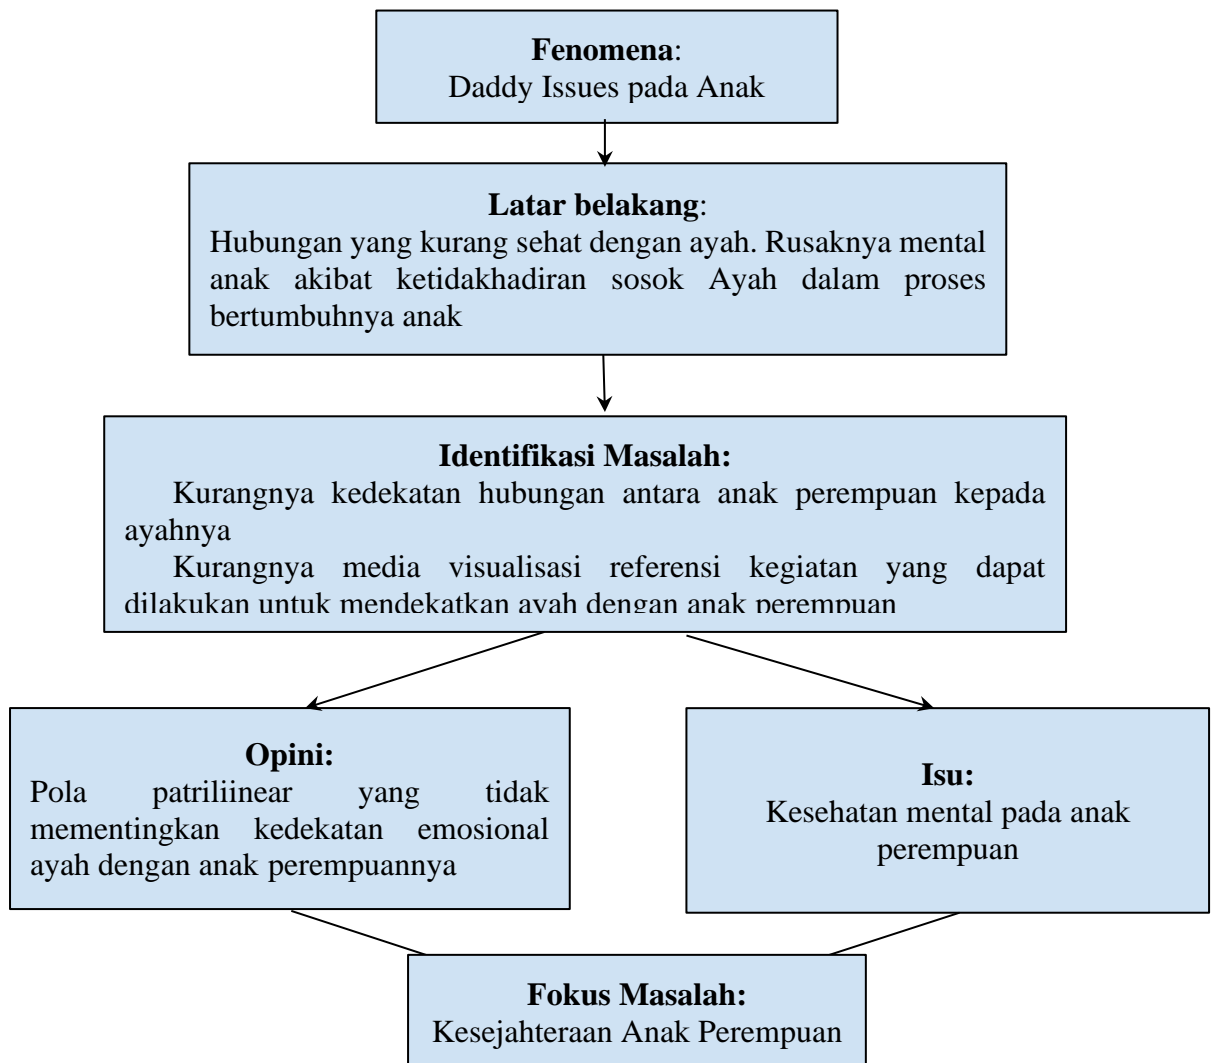 Fenomena:
Daddy Issues pada Anak
Latar belakang:
Hubungan yang kurang sehat dengan ayah. Rusaknya mental
anak akibat ketidakhadiran sosok Ayah dalam proses
bertumbuhnya anak
Identifikasi Masalah:
Kurangnya kedekatan hubungan antara anak perempuan kepada
ayahnya
Kurangnya media visualisasi referensi kegiatan yang dapat
dilakukan untuk mendekatkan ayah dengan anak perempuan
Opini:
Pola patriliinear yang tidak
mementingkan kedekatan emosional
ayah dengan anak perempuannya
Isu:
Kesehatan mental pada anak
perempuan
Fokus Masalah:
Kesejahteraan Anak Perempuan